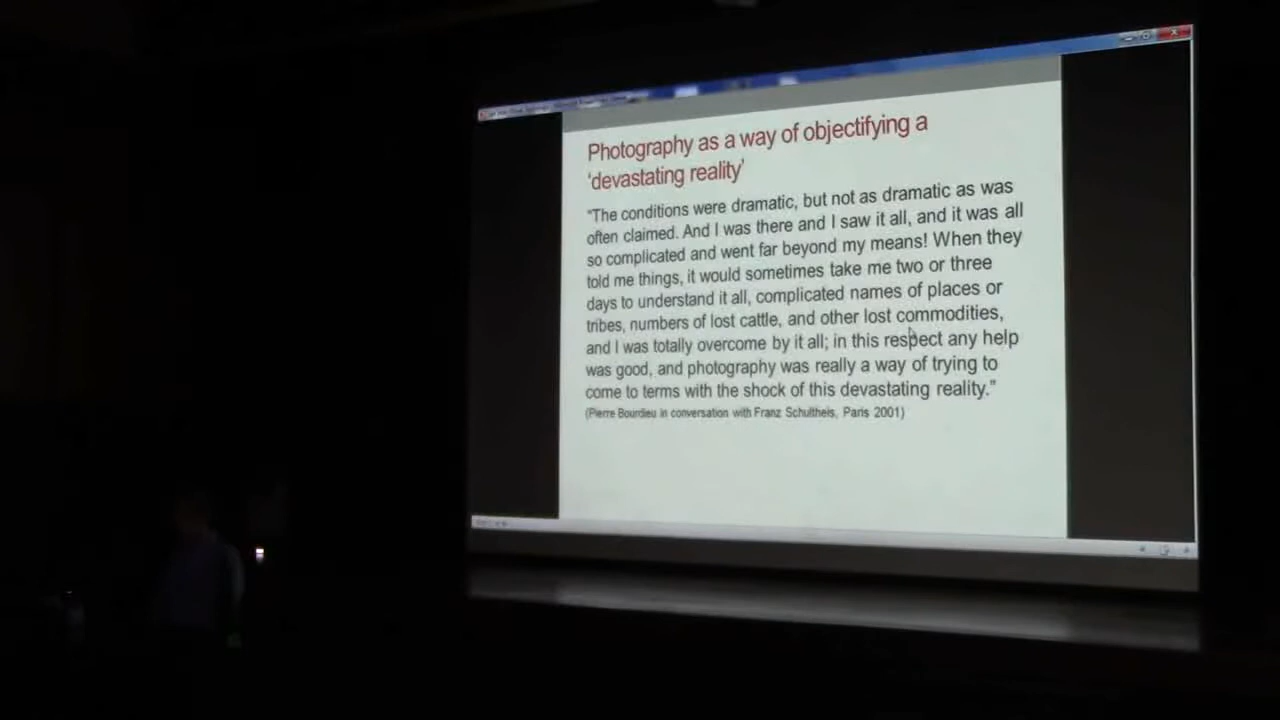 Photography as a way of objectifying a
‘devastating reality’
“The conditions were dramatic, but not as dramatic as was
often claimed. And I was there and I saw it all, and it was all
so complicated and went far beyond my means! When they
told me things, it would sometimes take me two or three
days to understand it all, complicated names of places or
tribes, numbers of lost cattle, and other lost commodities,
and I was totally overcome by it all; in this respect any help
was good, and photography was really a way of trying to
come to terms with the shock of this devastating reality.”
(Pierre Bourdieu in conversation with Franz Schultheis, Paris 2001)